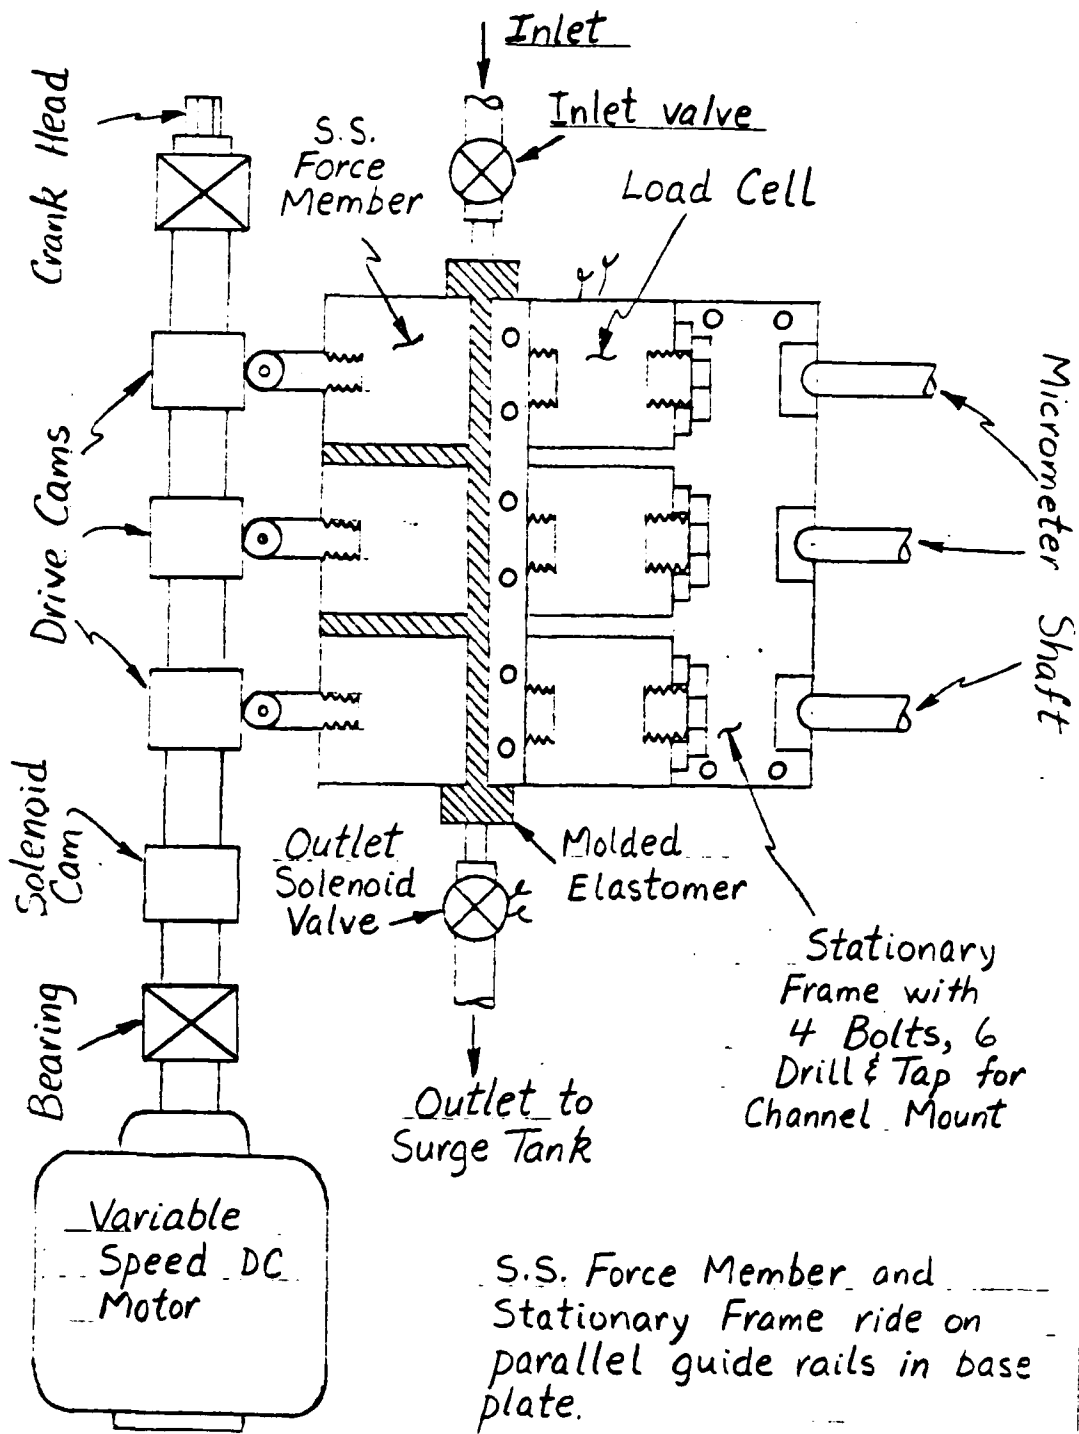 Inlet
Inlet valve
Crank Head
S.S.
Force
Member
Load Cell
Drive Cams
Micrometer Shaft
Solenoid
Cam
Outlet
Solenoid
Valve
Molded
Elastomer
Stationary
Frame with
4 Bolts, 6
Drill & Tap for
Channel Mount
Bearing
Outlet to
Surge Tank
Variable
Speed DC
Motor
S.S. Force Member and
Stationary Frame ride on
parallel guide rails in base
plate.